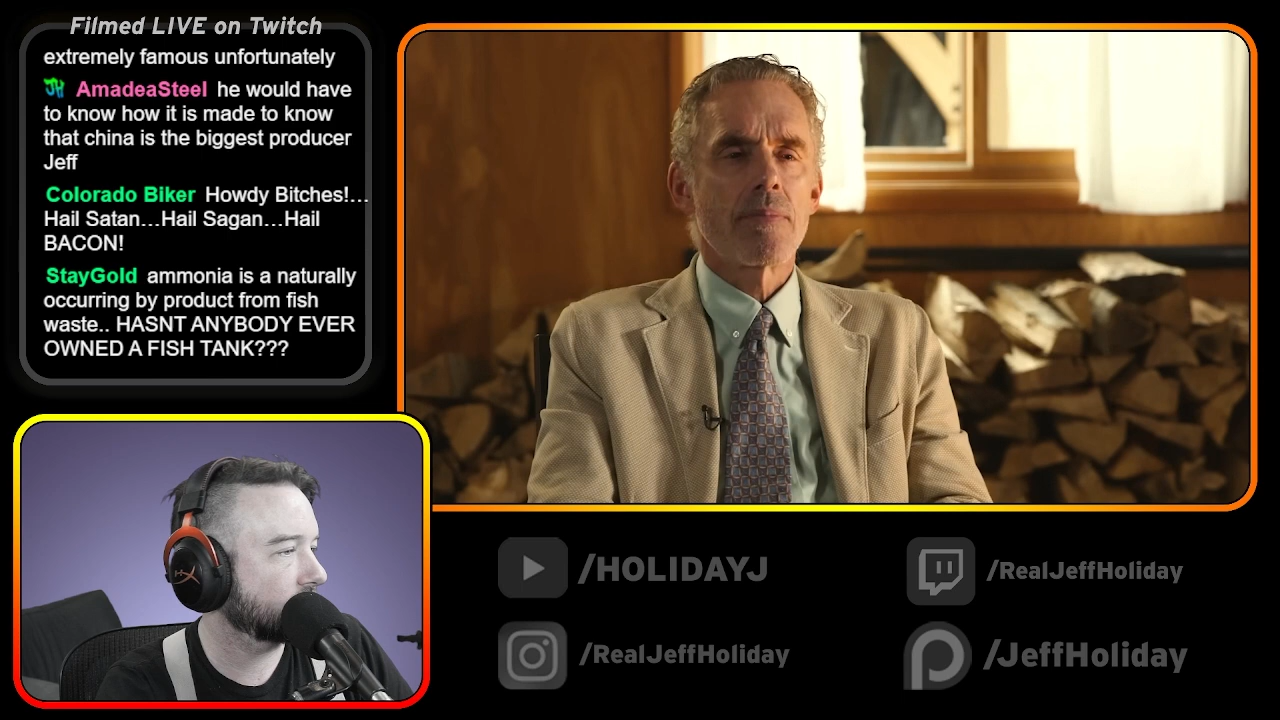 Filmed LIVE on Twitch
extremely famous unfortunately
AmadeaSteel he would have
to know how it is made to know
that china is the biggest producer
Jeff
Colorado Biker Howdy Bitches!...
Hail Satan...Hail Sagan...Hail
BACON!
StayGold ammonia is a naturally
occurring by product from fish
waste.. HASNT ANYBODY EVER
OWNED A FISH TANK???
/HOLIDAYJ
/RealJeffHoliday
/RealJeffHoliday
/JeffHoliday